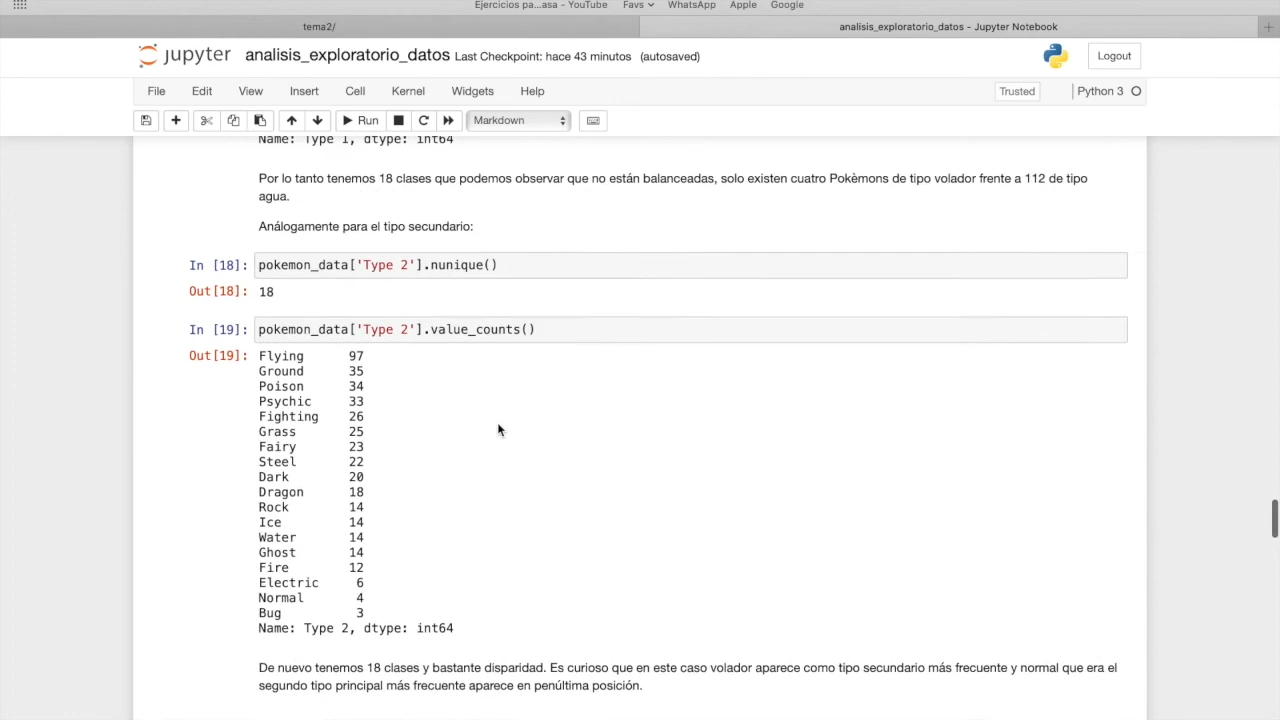 Ejercicios pa...asa - YouTube Favs WhatsApp Apple Google
tema2/ analisis_exploratorio_datos - Jupyter Notebook
jupyter analisis_exploratorio_datos Last Checkpoint: hace 43 minutos (autosaved) Logout
File Edit View Insert Cell Kernel Widgets Help Trusted Python 3
Run Markdown
Name: Type 1, dtype: int64
Por lo tanto tenemos 18 clases que podemos observar que no están balanceadas, solo existen cuatro Pokèmons de tipo volador frente a 112 de tipo
agua.
Análogamente para el tipo secundario:
In [18]: pokemon_data['Type 2'].nunique()
Out[18]: 18
In [19]: pokemon_data['Type 2'].value_counts()
Out[19]: Flying 97
Ground 35
Poison 34
Psychic 33
Fighting 26
Grass 25
Fairy 23
Steel 22
Dark 20
Dragon 18
Rock 14
Ice 14
Water 14
Ghost 14
Fire 12
Electric 6
Normal 4
Bug 3
Name: Type 2, dtype: int64
De nuevo tenemos 18 clases y bastante disparidad. Es curioso que en este caso volador aparece como tipo secundario más frecuente y normal que era el
segundo tipo principal más frecuente aparece en penúltima posición.